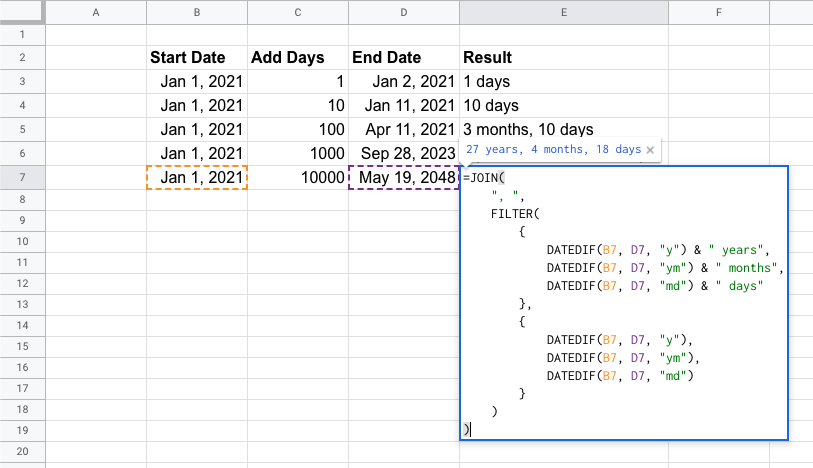 A B C D E F
1
2 Start Date Add Days End Date Result
3 Jan 1, 2021 1 Jan 2, 2021 1 days
4 Jan 1, 2021 10 Jan 11, 2021 10 days
5 Jan 1, 2021 100 Apr 11, 2021 3 months, 10 days
6 Jan 1, 2021 1000 Sep 28, 2023 27 years, 4 months, 18 days ×
7 Jan 1, 2021 10000 May 19, 2048 =JOIN(
8 ", ",
9 FILTER(
10 {
11 DATEDIF(B7, D7, "y") & " years",
DATEDIF(B7, D7, "ym") & " months",
12 DATEDIF(B7, D7, "md") & " days"
13 },
14 {
15 DATEDIF(B7, D7, "y"),
16 DATEDIF(B7, D7, "ym"),
17 DATEDIF(B7, D7, "md")
}
18 )
19 )
20